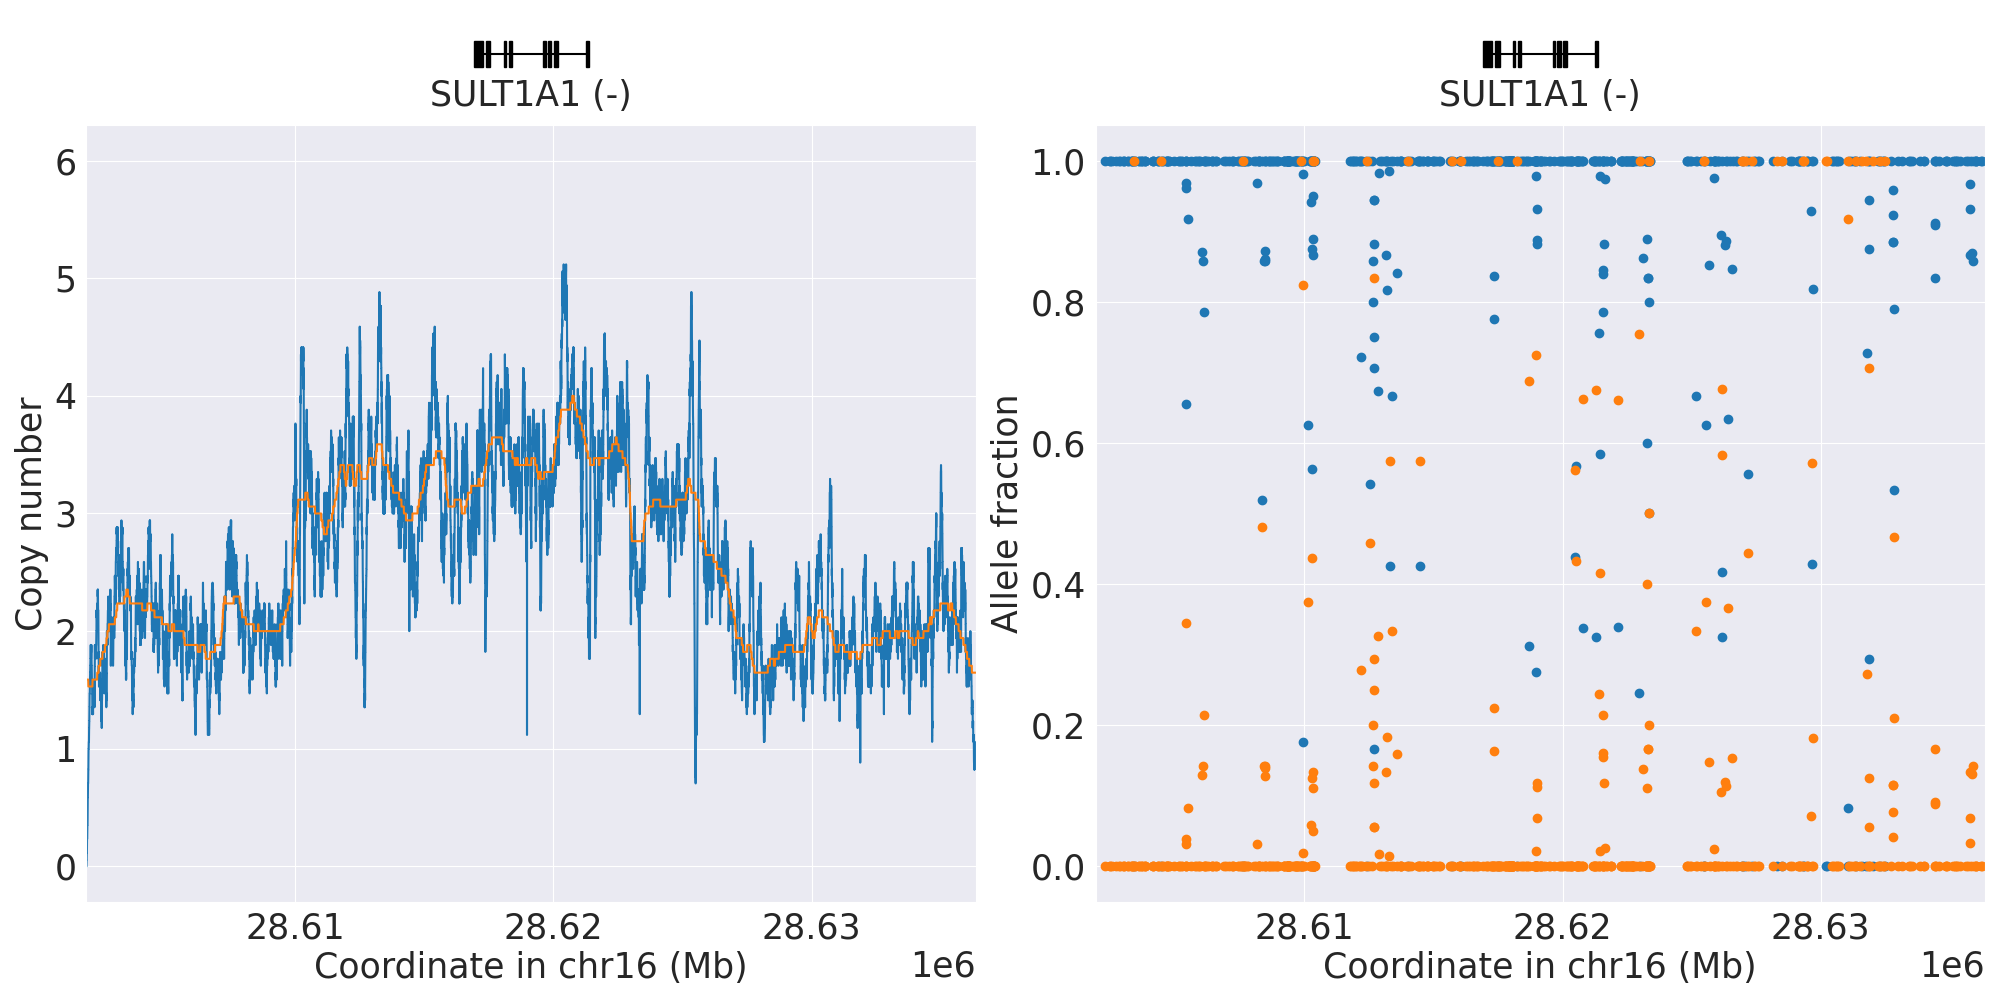 SULT1A1 (-)
Copy number
6
5
4
3
2
1
0
28.61
28.62
28.63
Coordinate in chr16 (Mb)
1e6
SULT1A1 (-)
Allele fraction
1.0
0.8
0.6
0.4
0.2
0.0
28.61
28.62
28.63
Coordinate in chr16 (Mb)
1e6